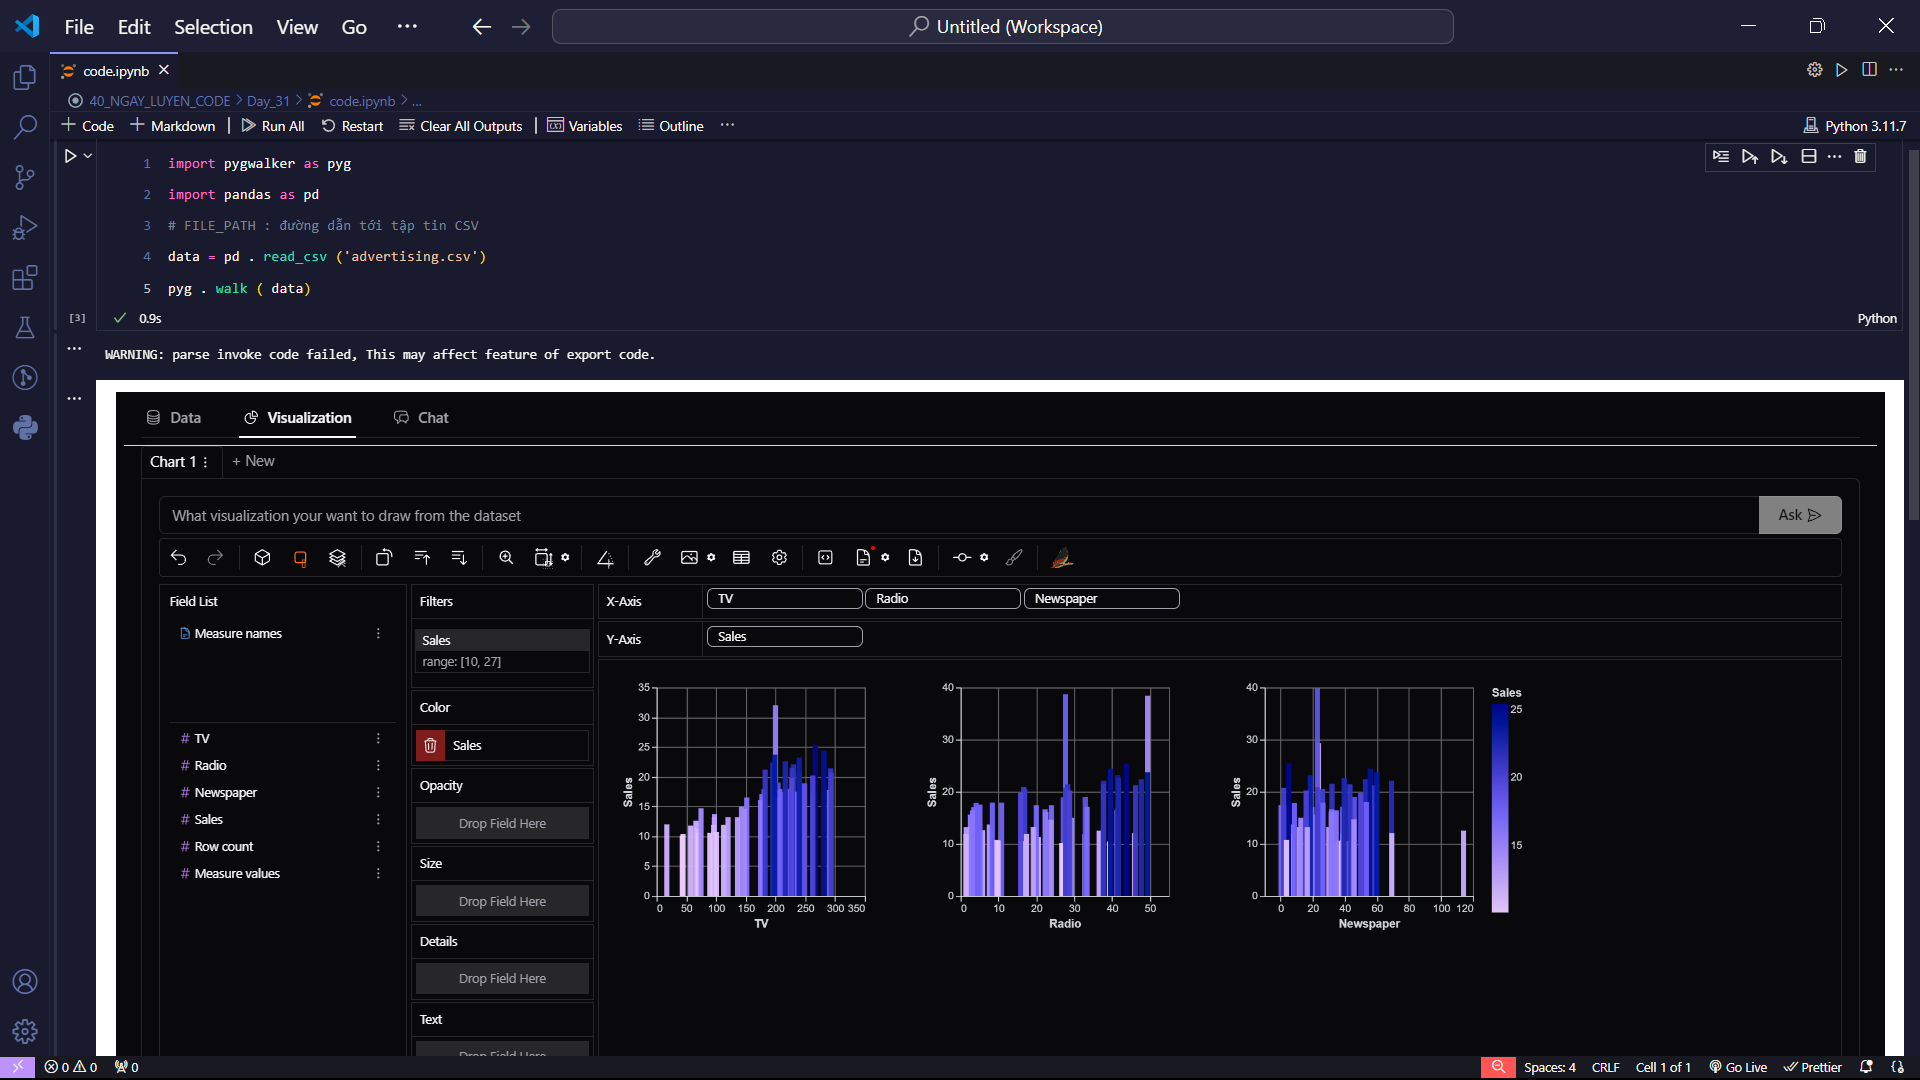 File Edit Selection View Go ···
Untitled (Workspace)
code.ipynb
40_NGAY_LUYEN_CODE > Day_31 > code.ipynb > ...
+ Code + Markdown | Run All Restart Clear All Outputs | Variables Outline ···
Python 3.11.7
1 import pygwalker as pyg
2 import pandas as pd
3 # FILE_PATH : đường dẫn tới tập tin CSV
4 data = pd . read_csv ('advertising.csv')
5 pyg . walk ( data)
[3] 0.9s
Python
WARNING: parse invoke code failed, This may affect feature of export code.
Data Visualization Chat
Chart 1 + New
What visualization your want to draw from the dataset
Ask
Field List
Measure names
# TV
# Radio
# Newspaper
# Sales
# Row count
# Measure values
Filters
Sales
range: [10, 27]
Color
Sales
Opacity
Drop Field Here
Size
Drop Field Here
Details
Drop Field Here
Text
Drop Field Here
X-Axis TV Radio Newspaper
Y-Axis Sales
35
30
25
20
15
10
5
0
Sales
0 50 100 150 200 250 300 350
TV
40
30
20
10
0
Sales
0 10 20 30 40 50
Radio
40
30
20
10
0
Sales
0 20 40 60 80 100 120
Newspaper
Sales
25
20
15
0 0 0
Spaces: 4 CRLF Cell 1 of 1 Go Live Prettier